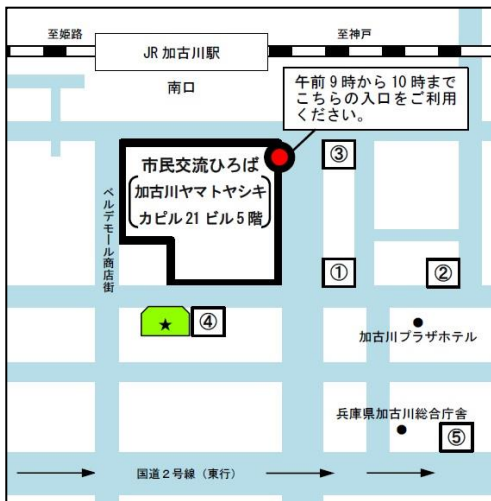 至姫路
至神戸
JR 加古川駅
南口
午前9時から10時まで
こちらの入口をご利用
ください。
市民交流ひろば
加古川ヤマトヤシキ
カピル21ビル5階
ベルデモール商店街
③
①
②
★
④
加古川プラザホテル
兵庫県加古川総合庁舎
⑤
国道2号線（東行）